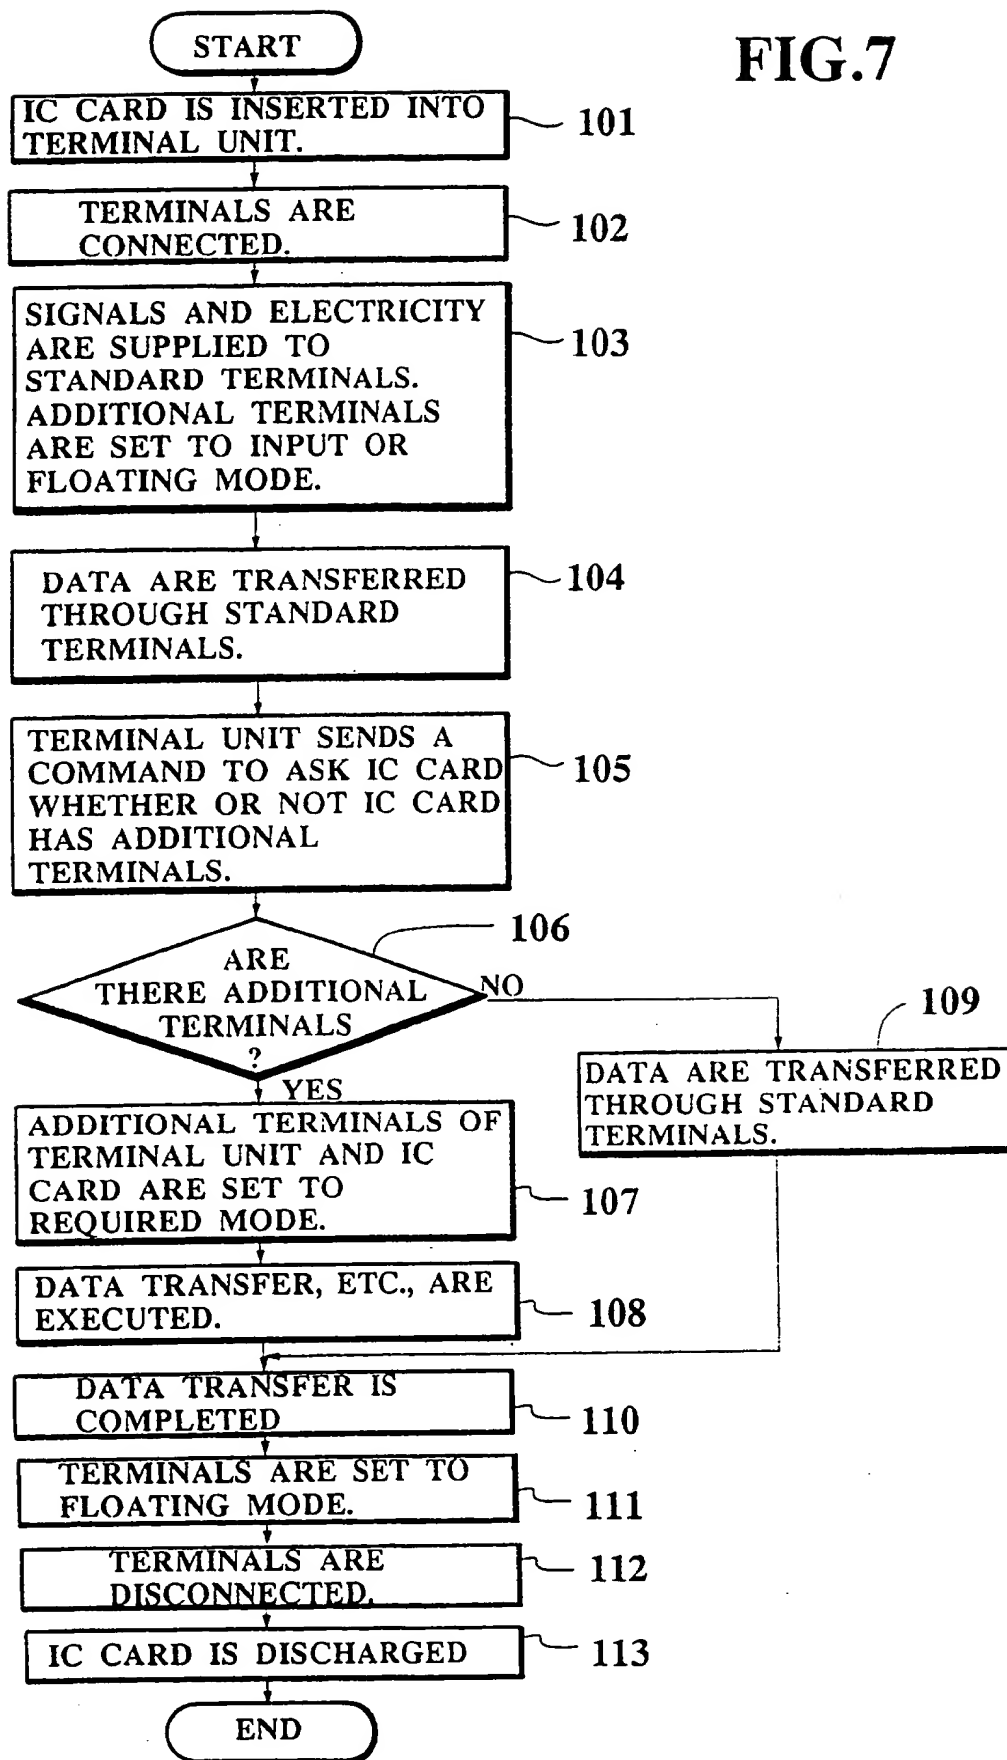 START
FIG.7
IC CARD IS INSERTED INTO
TERMINAL UNIT.
101
TERMINALS ARE
CONNECTED.
102
SIGNALS AND ELECTRICITY
ARE SUPPLIED TO
STANDARD TERMINALS.
ADDITIONAL TERMINALS
ARE SET TO INPUT OR
FLOATING MODE.
103
DATA ARE TRANSFERRED
THROUGH STANDARD
TERMINALS.
104
TERMINAL UNIT SENDS A
COMMAND TO ASK IC CARD
WHETHER OR NOT IC CARD
HAS ADDITIONAL
TERMINALS.
105
106
ARE
THERE ADDITIONAL
TERMINALS
?
NO
YES
109
DATA ARE TRANSFERRED
THROUGH STANDARD
TERMINALS.
ADDITIONAL TERMINALS OF
TERMINAL UNIT AND IC
CARD ARE SET TO
REQUIRED MODE.
107
DATA TRANSFER, ETC., ARE
EXECUTED.
108
DATA TRANSFER IS
COMPLETED
110
TERMINALS ARE SET TO
FLOATING MODE.
111
TERMINALS ARE
DISCONNECTED.
112
IC CARD IS DISCHARGED
113
END